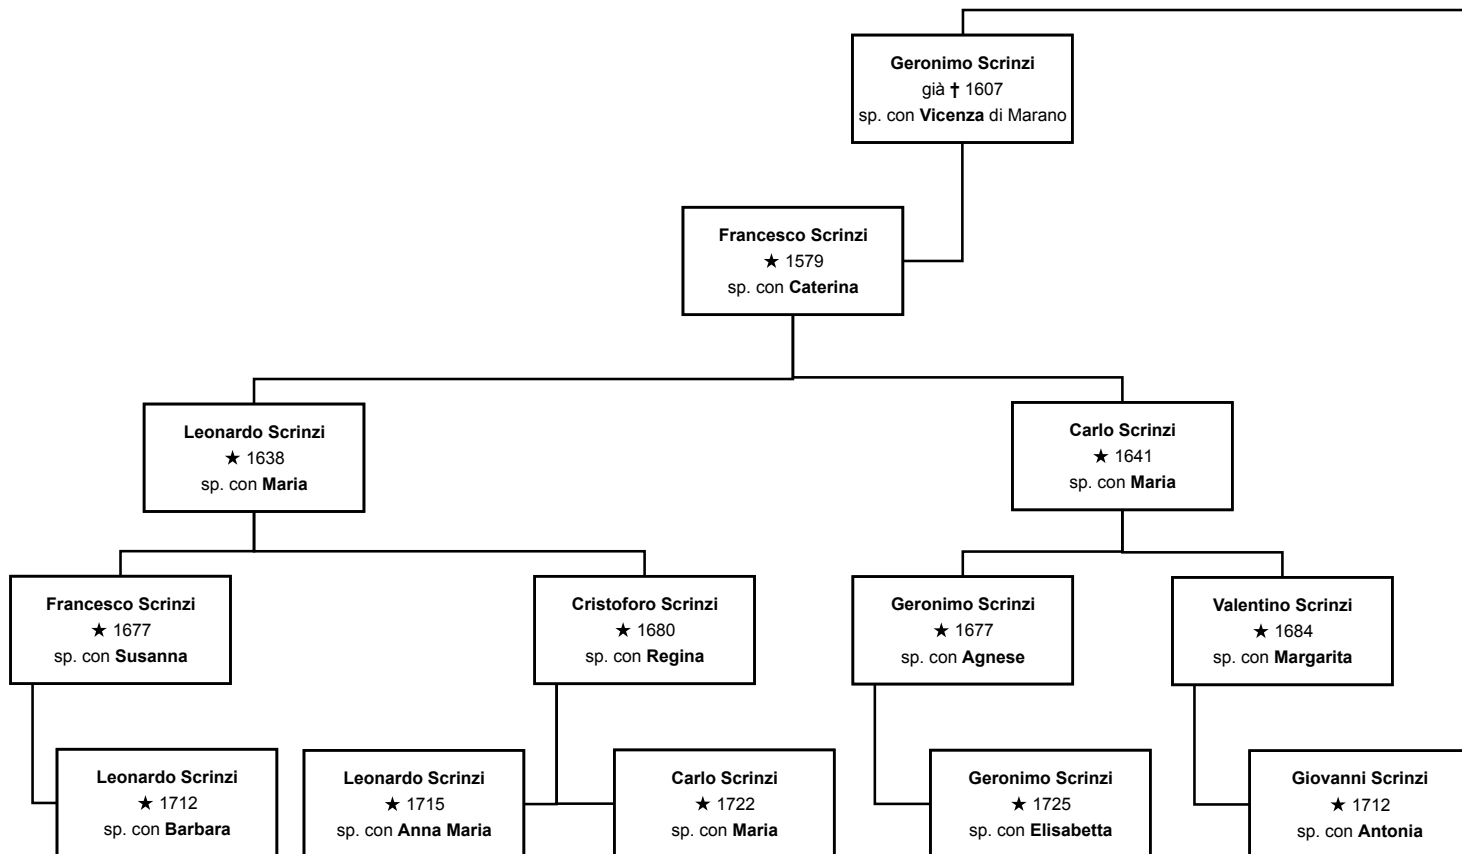 Geronimo Scrinzi
già † 1607
sp. con Vicenza di Marano
Francesco Scrinzi
★ 1579
sp. con Caterina
Leonardo Scrinzi
★ 1638
sp. con Maria
Carlo Scrinzi
★ 1641
sp. con Maria
Francesco Scrinzi
★ 1677
sp. con Susanna
Cristoforo Scrinzi
★ 1680
sp. con Regina
Geronimo Scrinzi
★ 1677
sp. con Agnese
Valentino Scrinzi
★ 1684
sp. con Margarita
Leonardo Scrinzi
★ 1712
sp. con Barbara
Leonardo Scrinzi
★ 1715
sp. con Anna Maria
Carlo Scrinzi
★ 1722
sp. con Maria
Geronimo Scrinzi
★ 1725
sp. con Elisabetta
Giovanni Scrinzi
★ 1712
sp. con Antonia